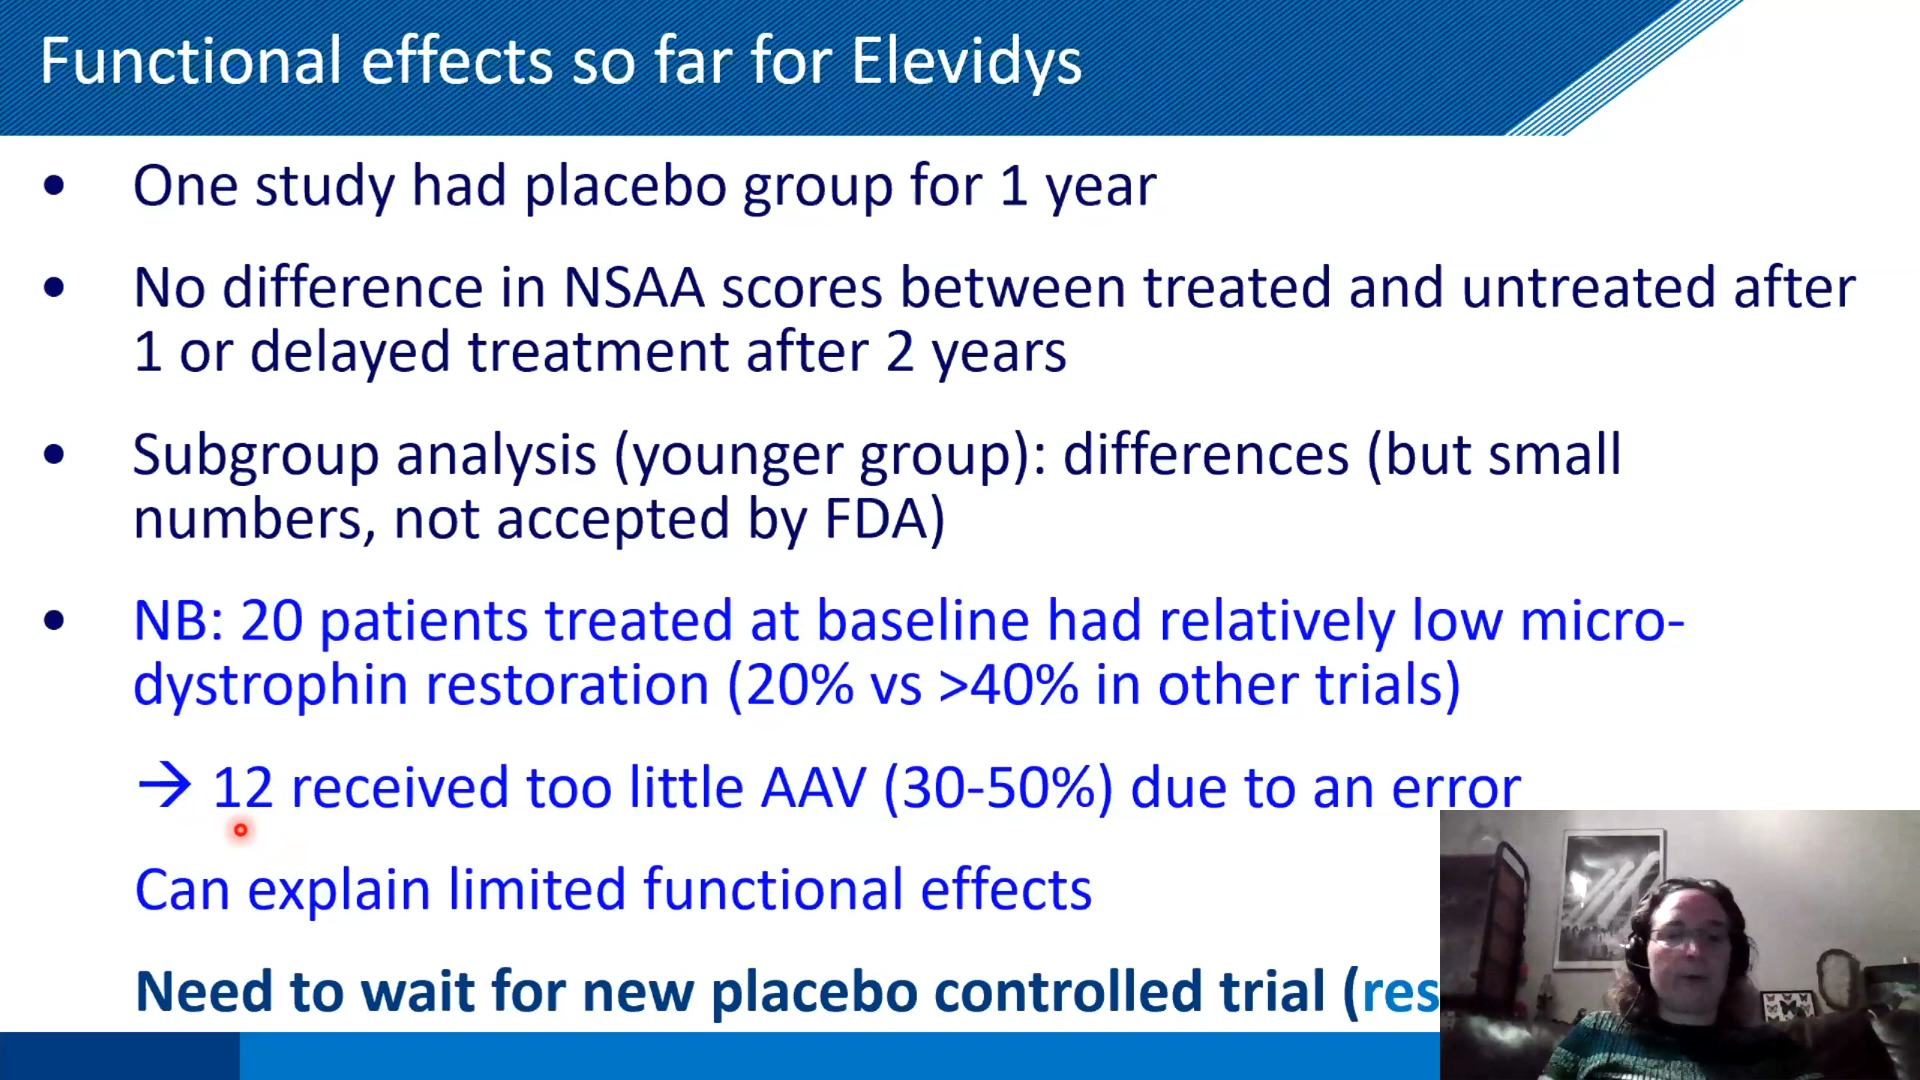 Functional effects so far for Elevidys
• One study had placebo group for 1 year
• No difference in NSAA scores between treated and untreated after
1 or delayed treatment after 2 years
• Subgroup analysis (younger group): differences (but small
numbers, not accepted by FDA)
• NB: 20 patients treated at baseline had relatively low micro-
dystrophin restoration (20% vs >40% in other trials)
→ 12 received too little AAV (30-50%) due to an error
Can explain limited functional effects
Need to wait for new placebo controlled trial (res